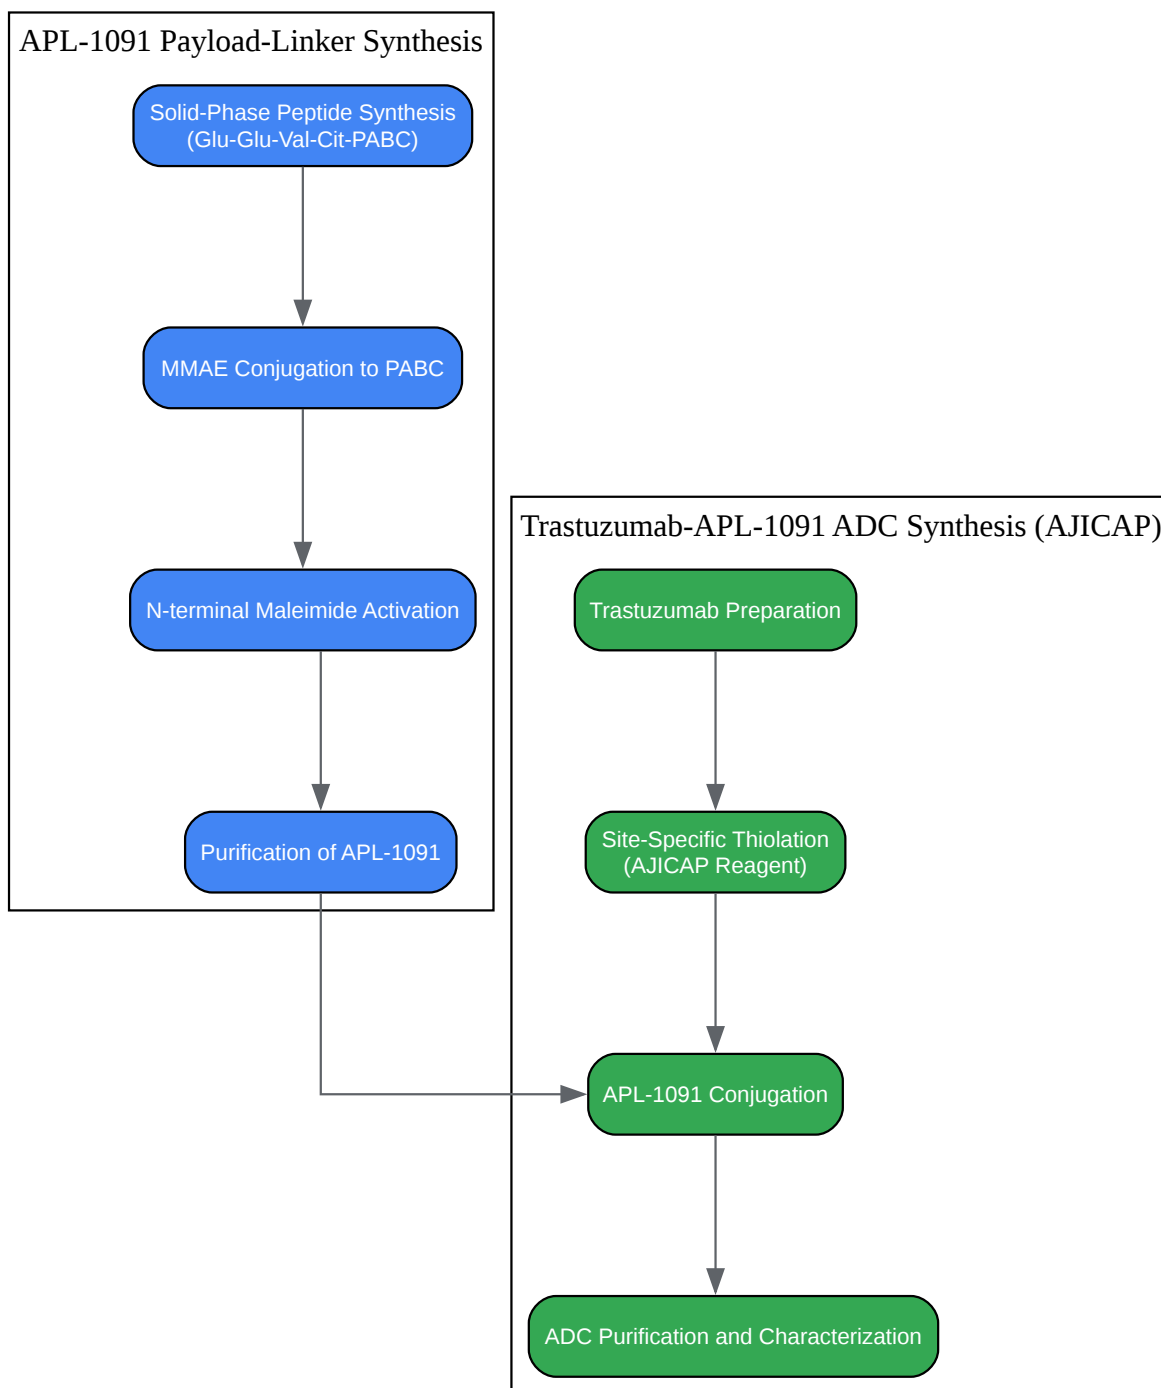 APL-1091 Payload-Linker Synthesis
Solid-Phase Peptide Synthesis
(Glu-Glu-Val-Cit-PABC)
MMAE Conjugation to PABC
N-terminal Maleimide Activation
Purification of APL-1091
Trastuzumab-APL-1091 ADC Synthesis (AJICAP)
Trastuzumab Preparation
Site-Specific Thiolation
(AJICAP Reagent)
APL-1091 Conjugation
ADC Purification and Characterization